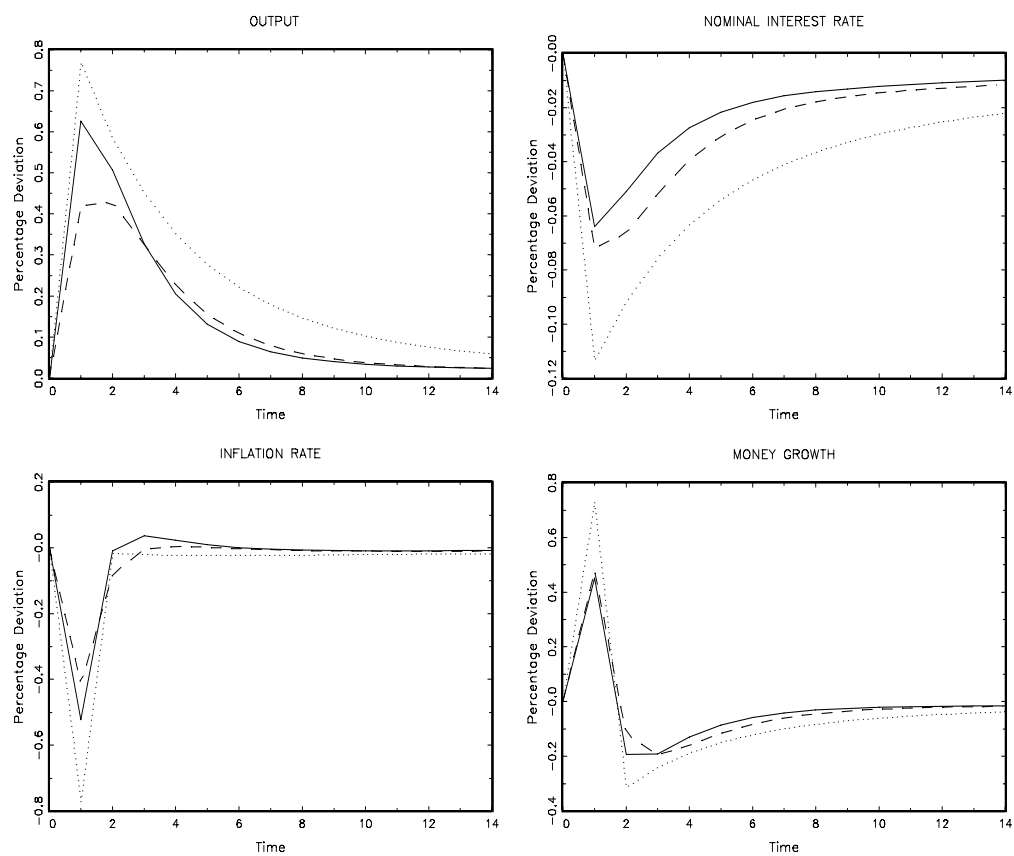 OUTPUT
Percentage Deviation
0.8
0.7
0.6
0.5
0.4
0.3
0.2
0.1
0.0
0 2 4 6 8 10 12 14
Time
NOMINAL INTEREST RATE
Percentage Deviation
-0.00
-0.02
-0.04
-0.06
-0.08
-0.10
-0.12
0 2 4 6 8 10 12 14
Time
INFLATION RATE
Percentage Deviation
0.2
-0.0
-0.2
-0.4
-0.6
-0.8
0 2 4 6 8 10 12 14
Time
MONEY GROWTH
Percentage Deviation
0.8
0.6
0.4
0.2
-0.0
-0.2
-0.4
0 2 4 6 8 10 12 14
Time